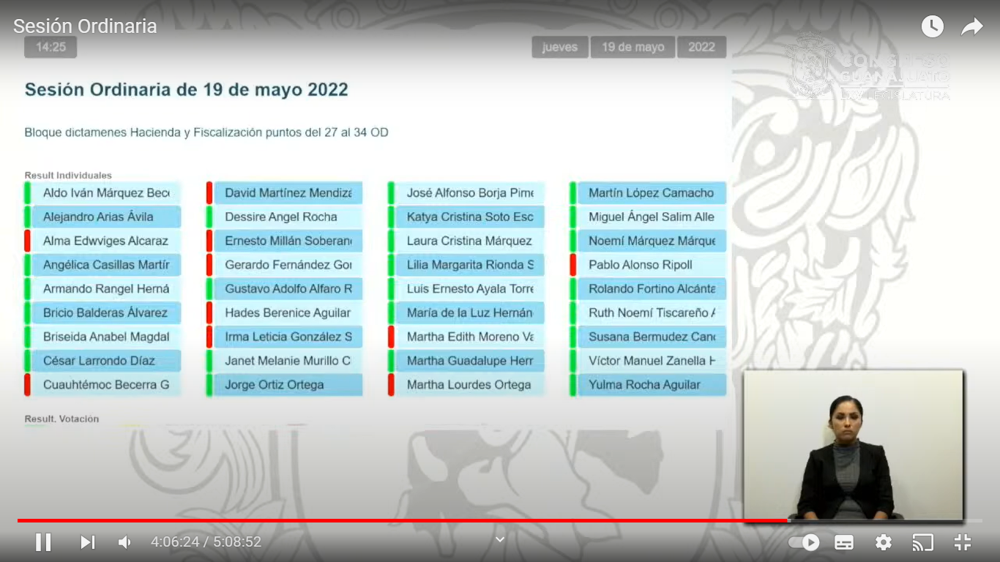 Sesión Ordinaria
14:25 jueves 19 de mayo 2022
CONGRESO
GUANAJUATO
LXV LEGISLATURA
Sesión Ordinaria de 19 de mayo 2022
Bloque dictamenes Hacienda y Fiscalización puntos del 27 al 34 OD
Result Individuales
Aldo Iván Márquez Bece David Martínez Mendiza José Alfonso Borja Pime Martín López Camacho
Alejandro Arias Ávila Dessire Angel Rocha Katya Cristina Soto Esc Miguel Ángel Salim Alle
Alma Edwviges Alcaraz Ernesto Millán Soberan Laura Cristina Márquez Noemí Márquez Márque
Angélica Casillas Martír Gerardo Fernández Gor Lilia Margarita Rionda S Pablo Alonso Ripoll
Armando Rangel Herná Gustavo Adolfo Alfaro R Luis Ernesto Ayala Torre Rolando Fortino Alcánta
Bricio Balderas Álvarez Hades Berenice Aguilar María de la Luz Hernán Ruth Noemí Tiscareño A
Briseida Anabel Magdal Irma Leticia González S Martha Edith Moreno Va Susana Bermudez Canc
César Larrondo Díaz Janet Melanie Murillo C Martha Guadalupe Herr Víctor Manuel Zanella H
Cuauhtémoc Becerra G Jorge Ortiz Ortega Martha Lourdes Ortega Yulma Rocha Aguilar
Result. Votación
4:06:24 / 5:08:52